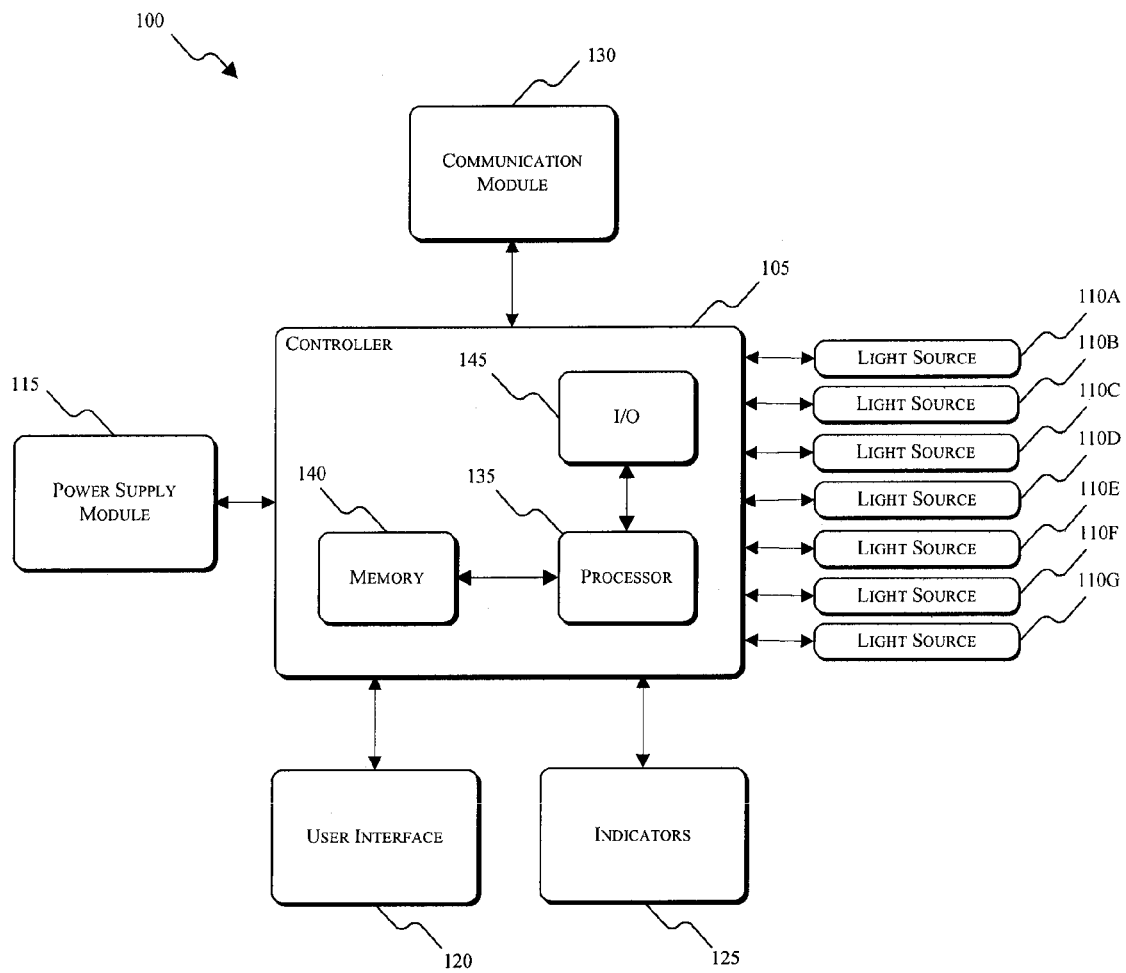 100
130
COMMUNICATION
MODULE
105
110A
CONTROLLER
LIGHT SOURCE
110B
145
115
LIGHT SOURCE
110C
I/O
LIGHT SOURCE
110D
POWER SUPPLY
MODULE
140
135
LIGHT SOURCE
110E
LIGHT SOURCE
110F
MEMORY
PROCESSOR
LIGHT SOURCE
110G
LIGHT SOURCE
USER INTERFACE
INDICATORS
120
125